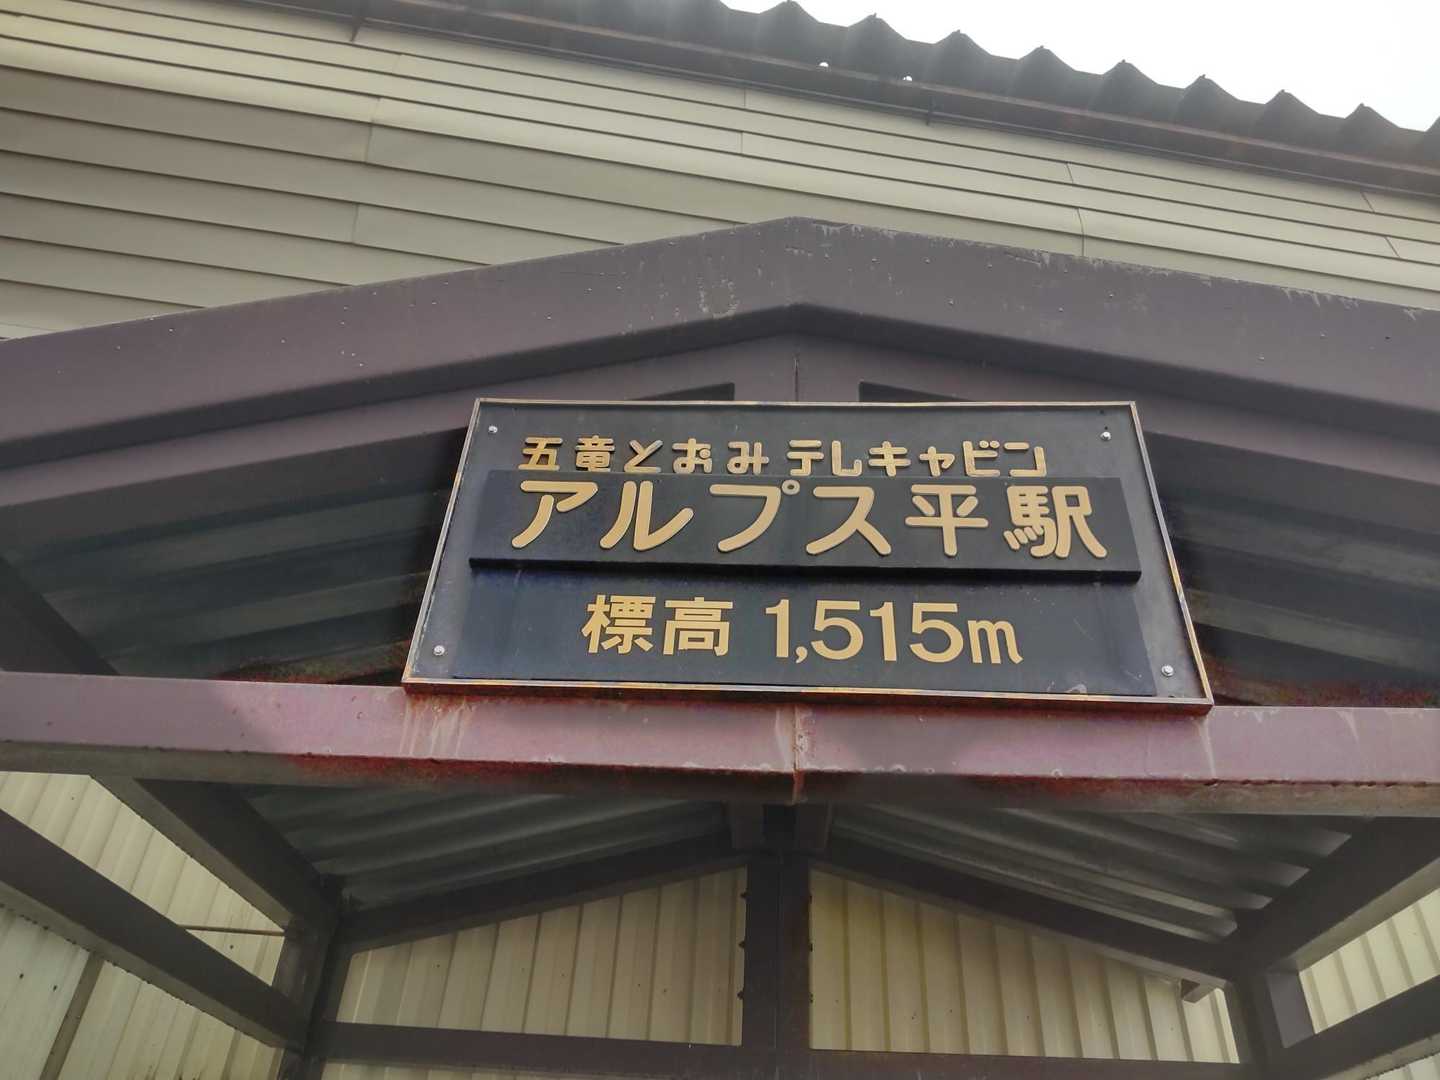 五竜とおみ テレキャビン
アルプス平駅
標高 1,515m